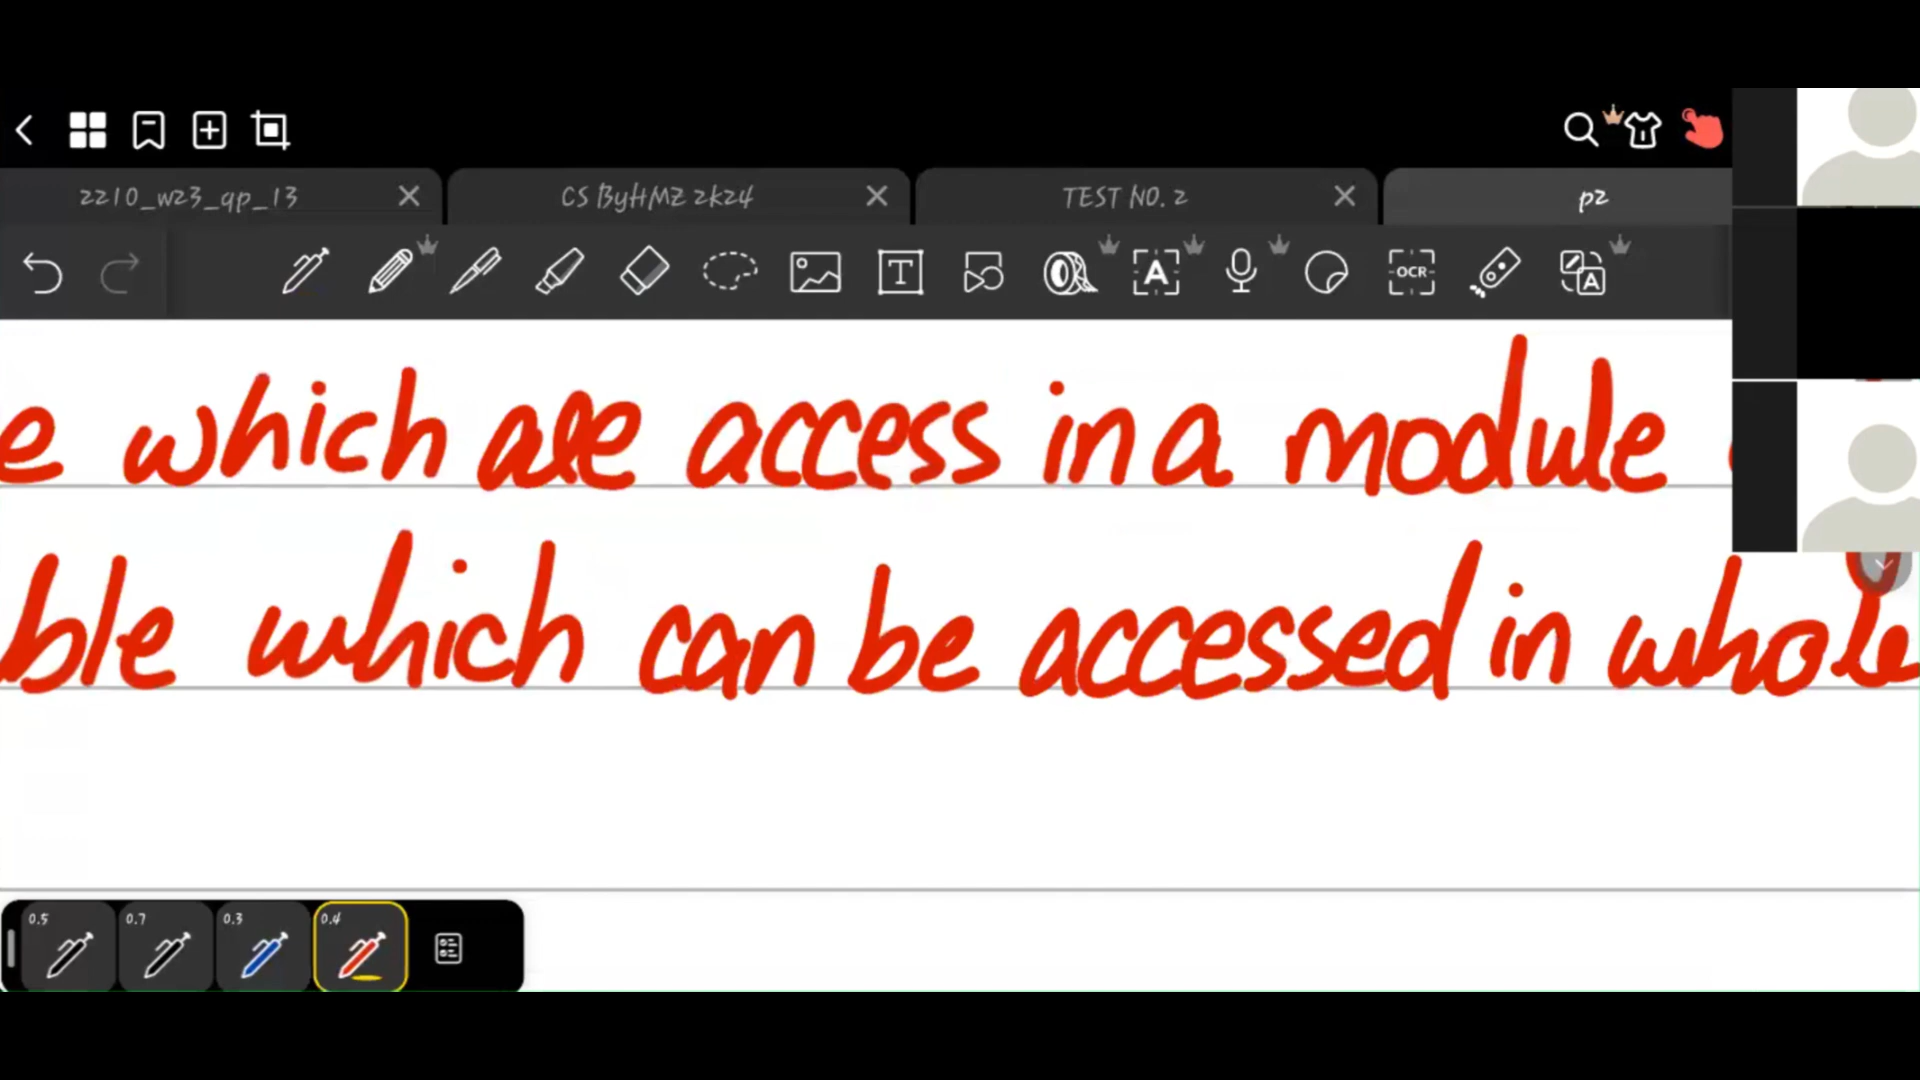 2210_w23_qp_13
CS ByHMZ 2k24
TEST NO. 2
p2
T
A
OCR
A
e which are access in a module
ble which can be accessed in whole
0.5
0.7
0.3
0.4